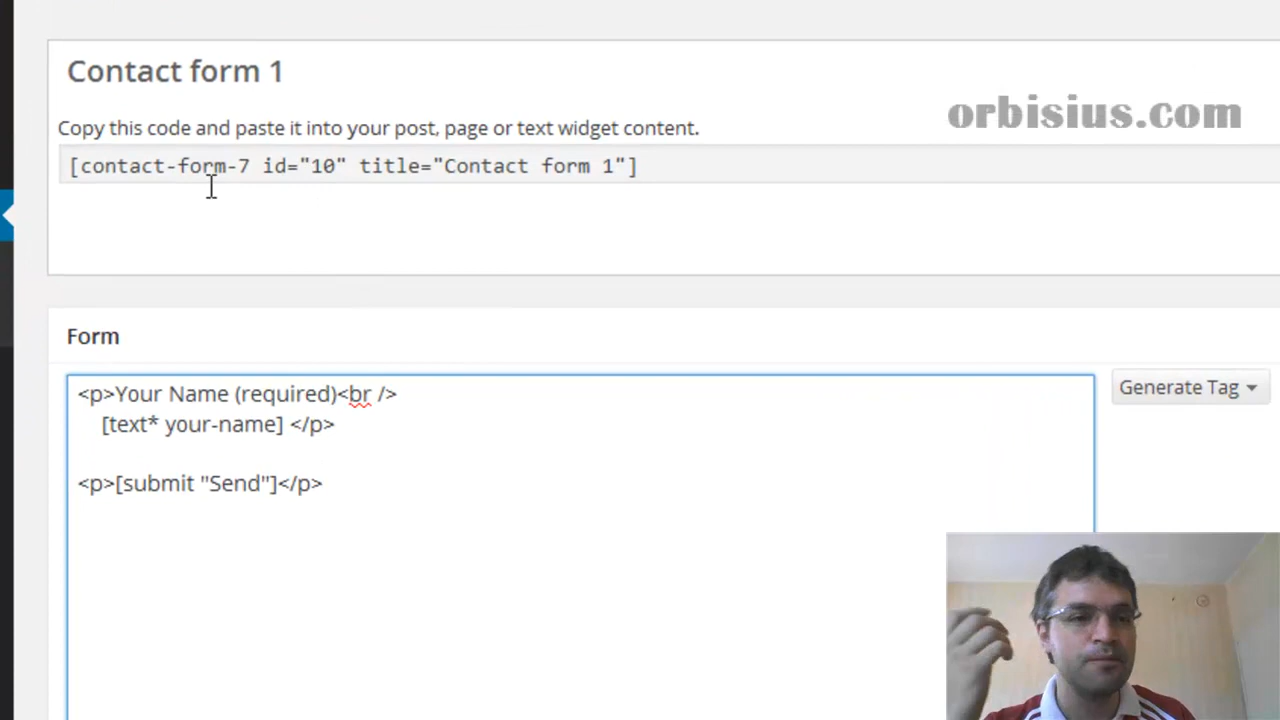 Contact form 1
orbisius.com
Copy this code and paste it into your post, page or text widget content.
[contact-form-7 id="10" title="Contact form 1"]
Form
<p>Your Name (required)<br />
[text* your-name] </p>
Generate Tag
<p>[submit "Send"]</p>